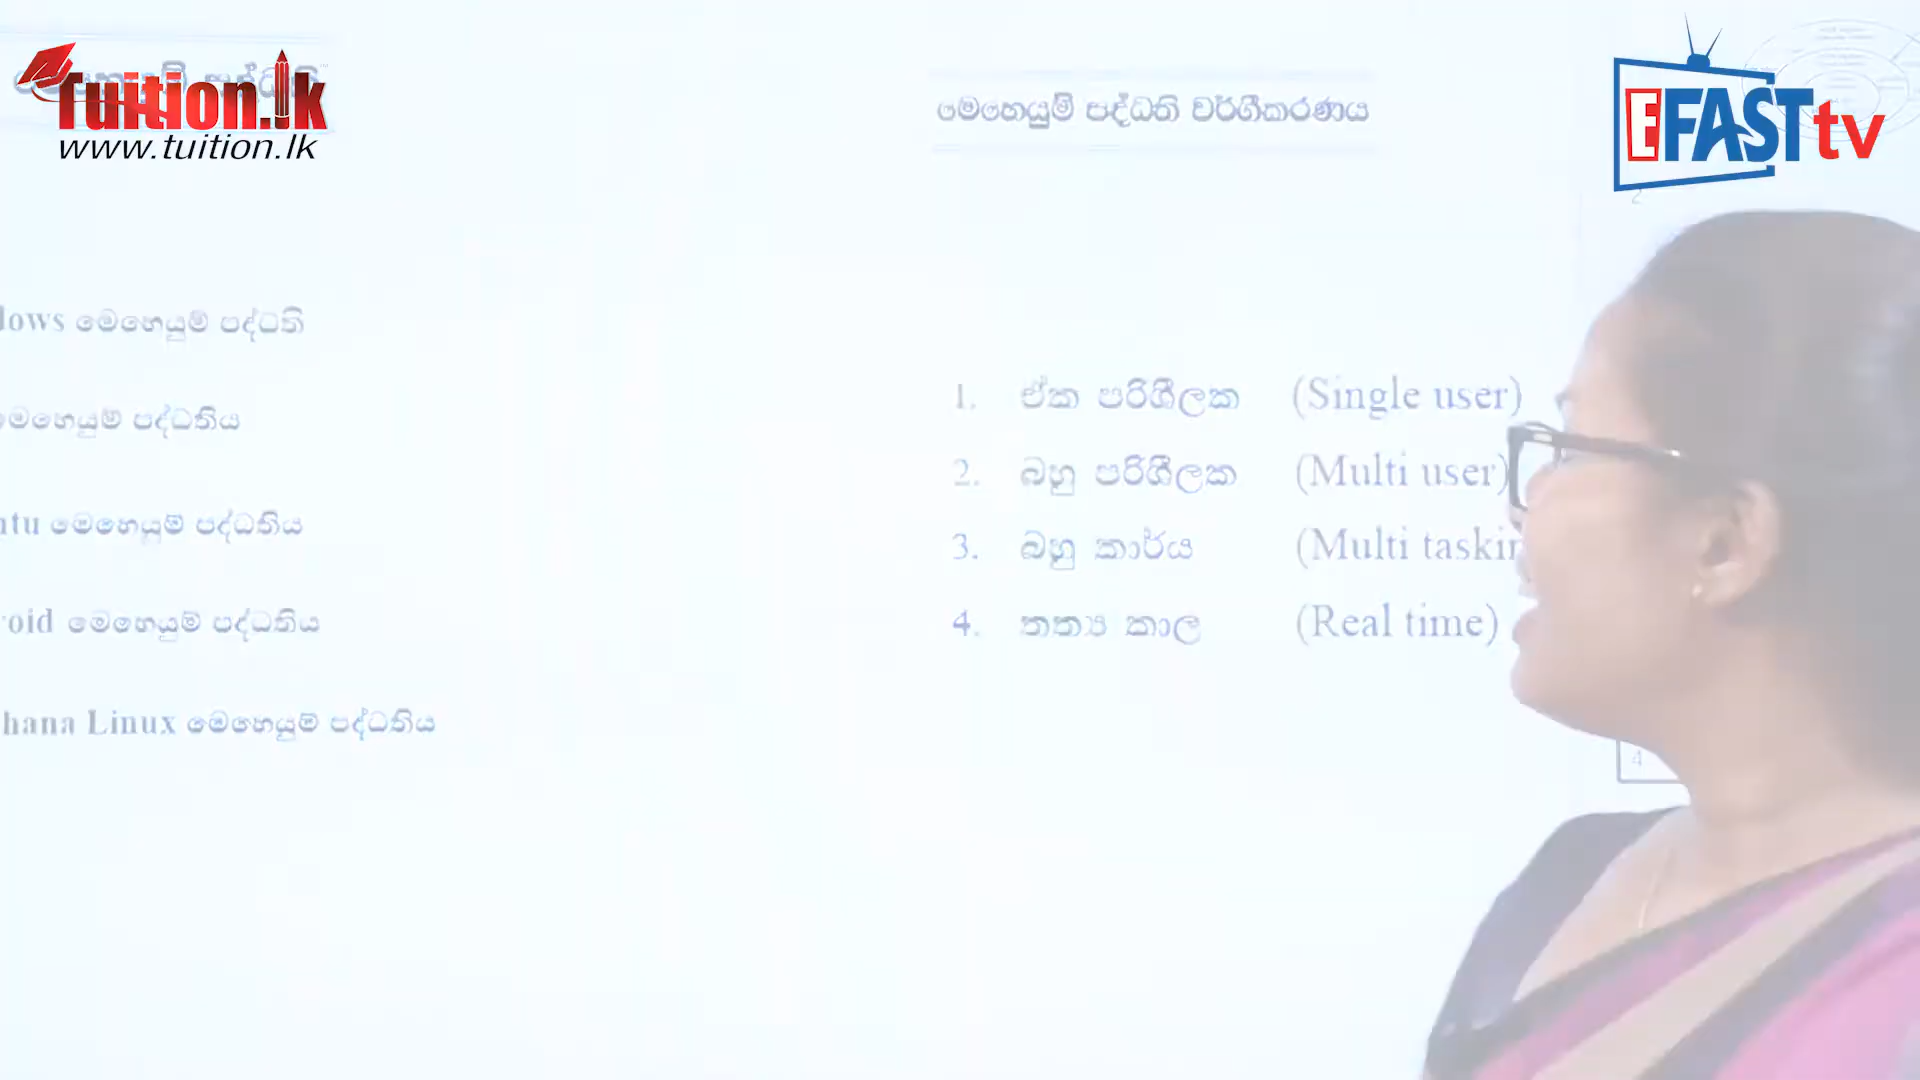 Tuition.lk
www.tuition.lk
EFAST tv
මෙහෙයුම් පද්ධති වර්ගීකරණය
lows මෙහෙයුම් පද්ධති
මෙහෙයුම් පද්ධතිය
ntu මෙහෙයුම් පද්ධතිය
roid මෙහෙයුම් පද්ධතිය
hana Linux මෙහෙයුම් පද්ධතිය
1. ඒක පරිශීලක (Single user)
2. බහු පරිශීලක (Multi user)
3. බහු කාර්ය (Multi taskin
4. තත්‍ය කාල (Real time)
2
4